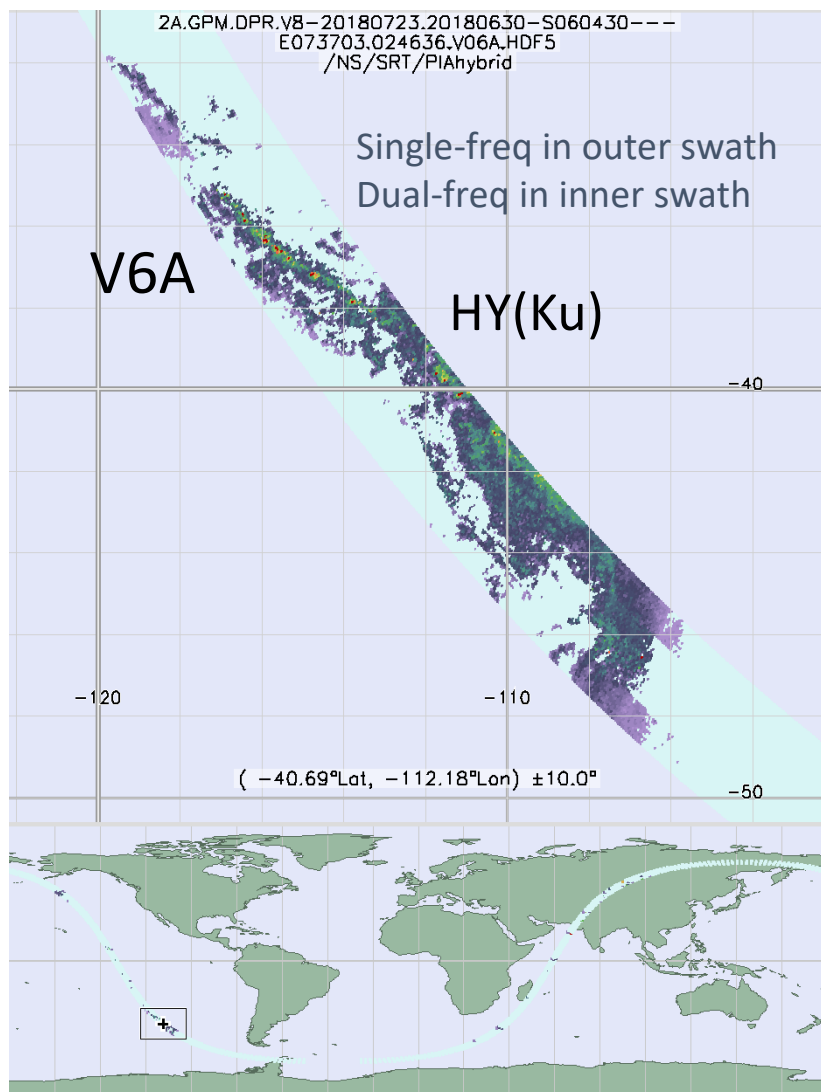 2A.GPM.DPR.V8-20180723.20180630-S060430---
E073703.024636.V06A.HDF5
/NS/SRT/PIAhybrid
Single-freq in outer swath
Dual-freq in inner swath
V6A
HY(Ku)
-40
-120
-110
( -40.69°Lat, -112.18°Lon) ±10.0°
-50